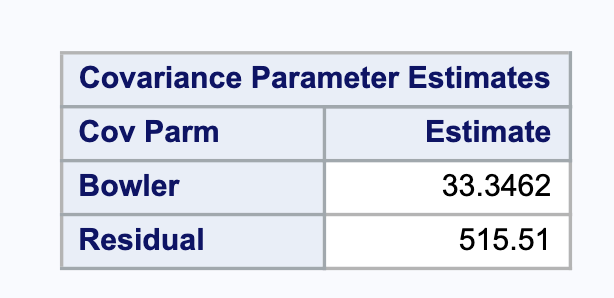 Covariance Parameter Estimates
Cov Parm Estimate
Bowler 33.3462
Residual 515.51